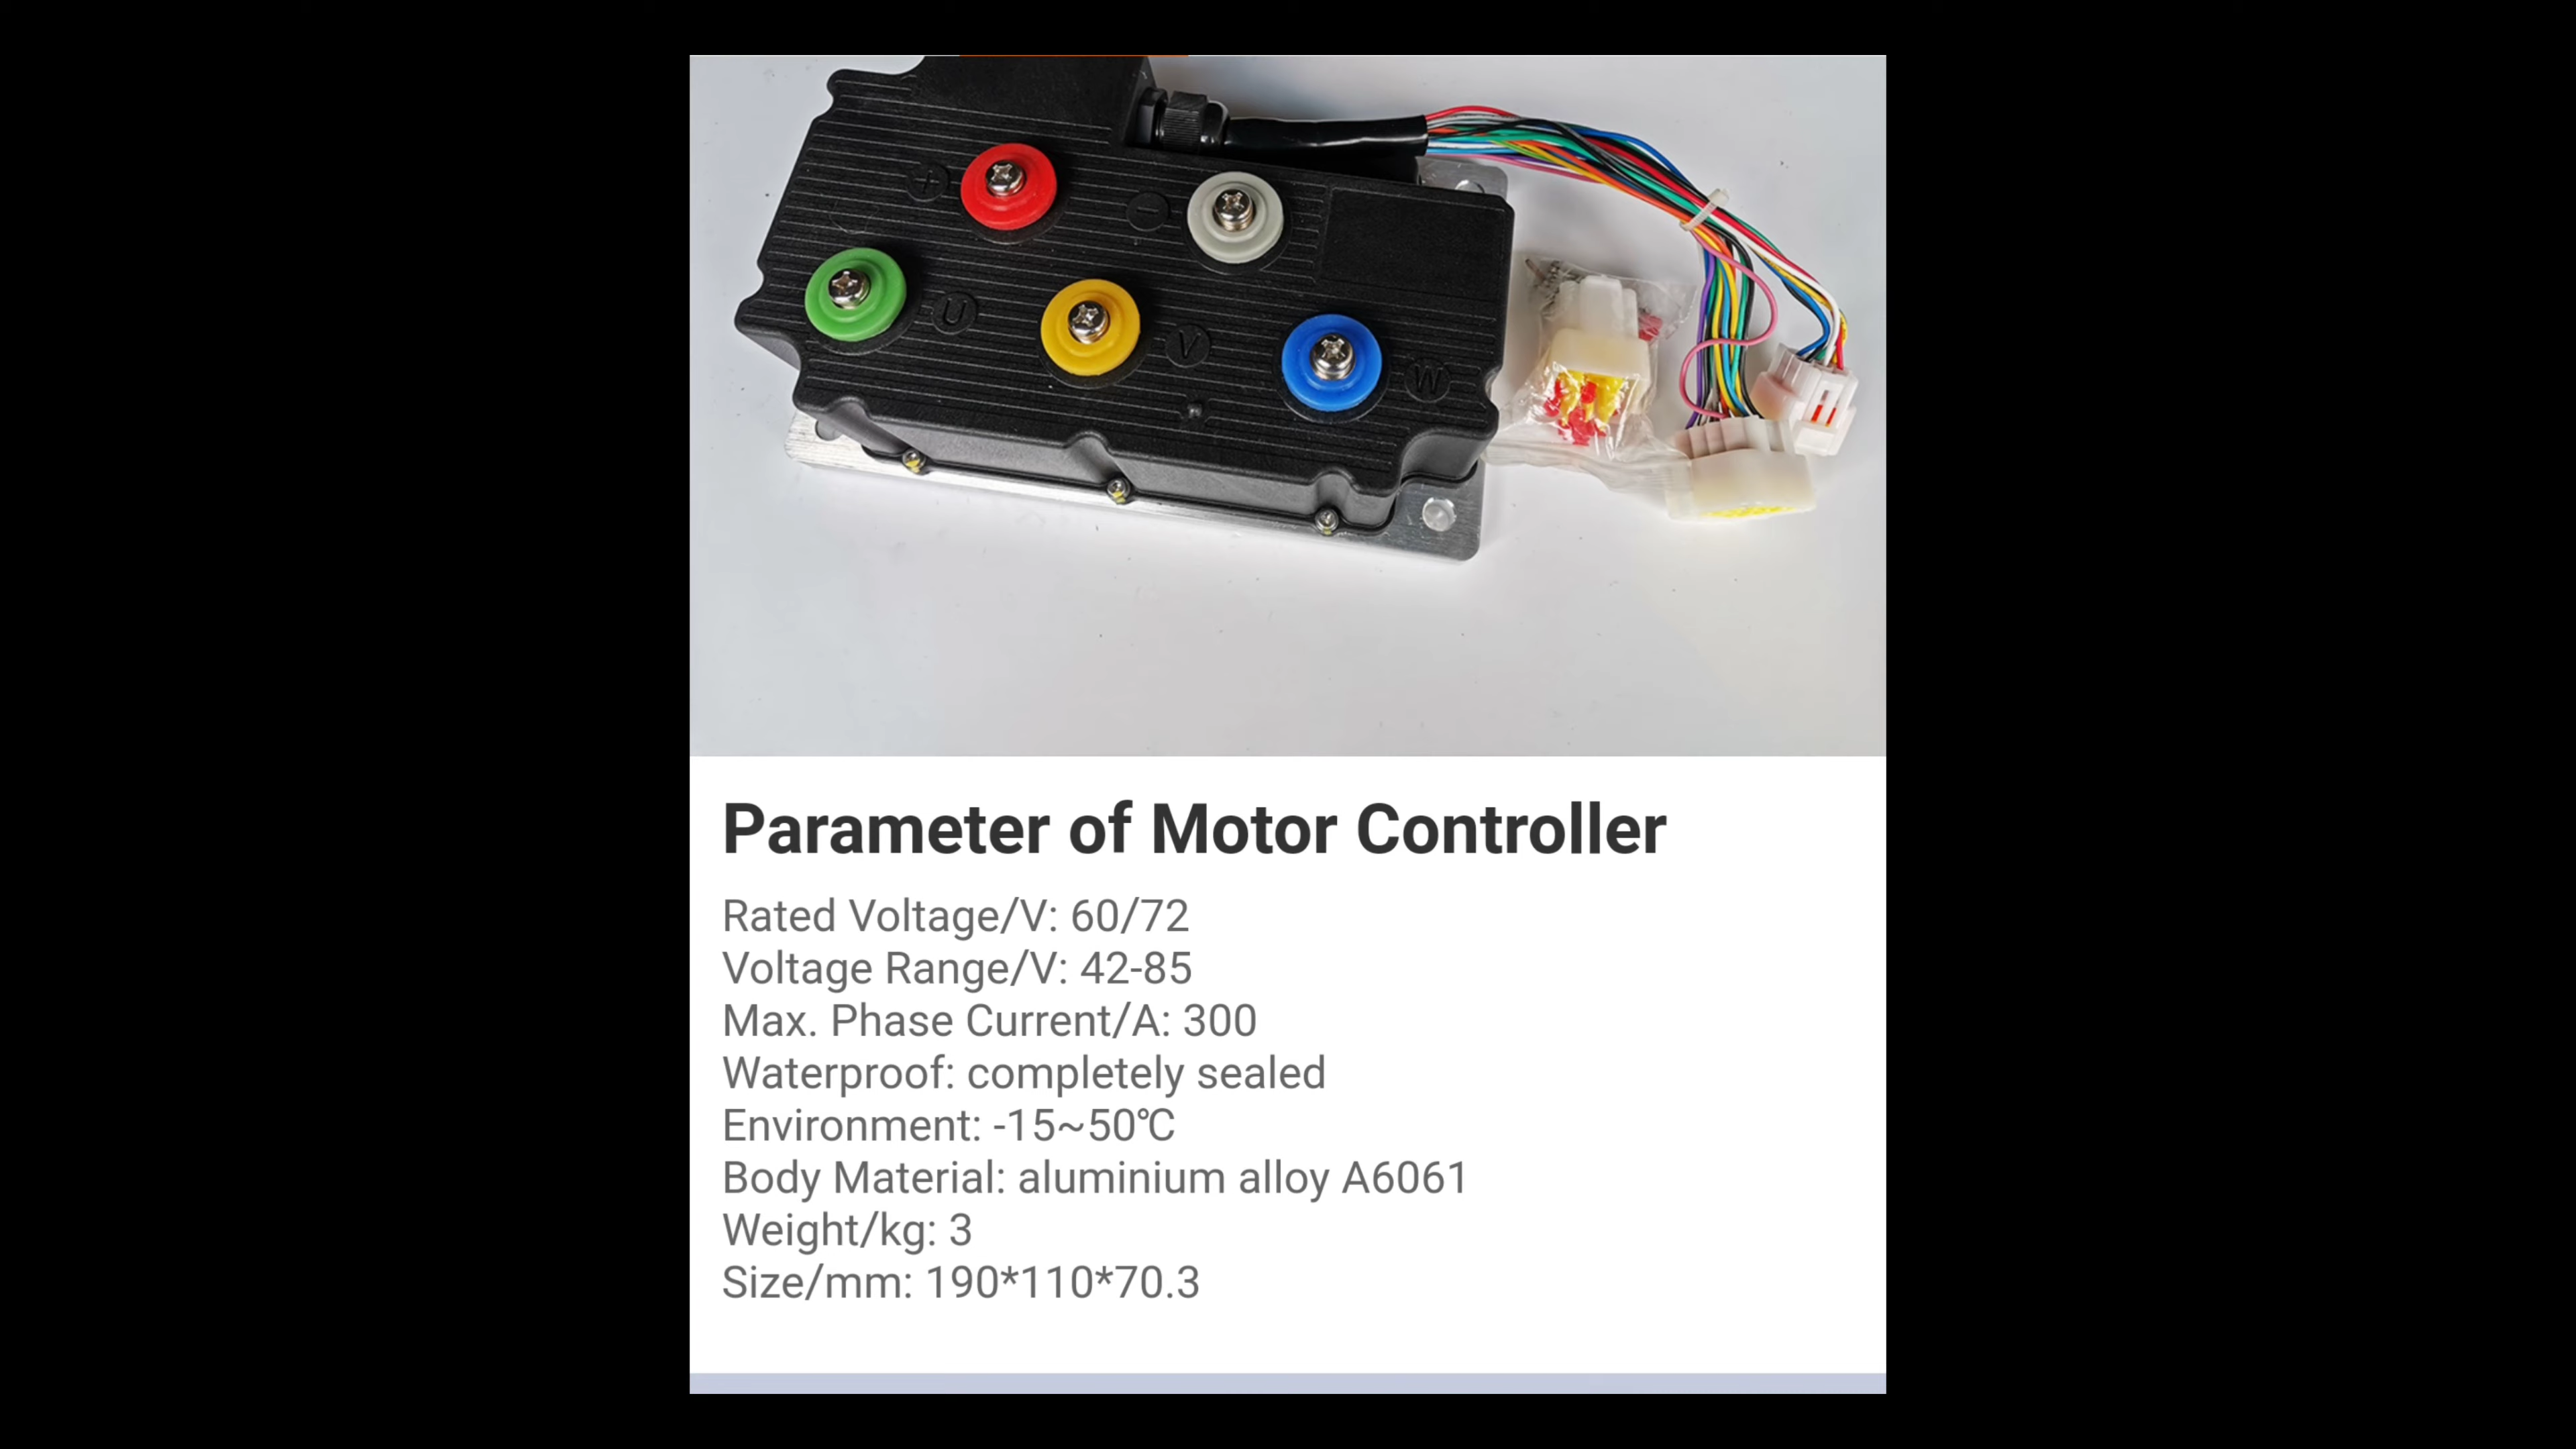 +
-
U
V
W
Parameter of Motor Controller
Rated Voltage/V: 60/72
Voltage Range/V: 42-85
Max. Phase Current/A: 300
Waterproof: completely sealed
Environment: -15~50℃
Body Material: aluminium alloy A6061
Weight/kg: 3
Size/mm: 190*110*70.3